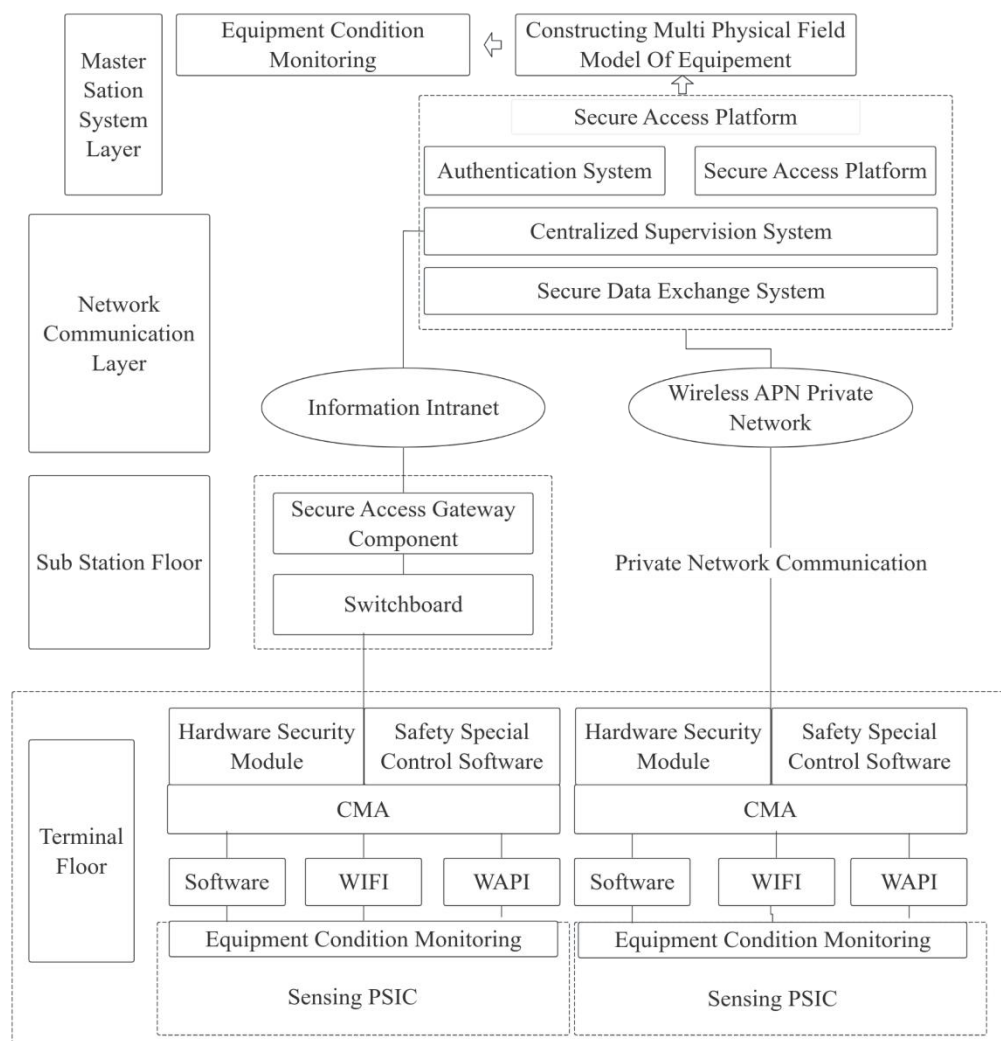 Master
Sation
System
Layer
Equipment Condition
Monitoring
Constructing Multi Physical Field
Model Of Equipement
Secure Access Platform
Authentication System
Secure Access Platform
Centralized Supervision System
Secure Data Exchange System
Network
Communication
Layer
Information Intranet
Wireless APN Private
Network
Sub Station Floor
Secure Access Gateway
Component
Switchboard
Private Network Communication
Terminal
Floor
Hardware Security
Module
Safety Special
Control Software
CMA
Software
WIFI
WAPI
Equipment Condition Monitoring
Sensing PSIC
Hardware Security
Module
Safety Special
Control Software
CMA
Software
WIFI
WAPI
Equipment Condition Monitoring
Sensing PSIC